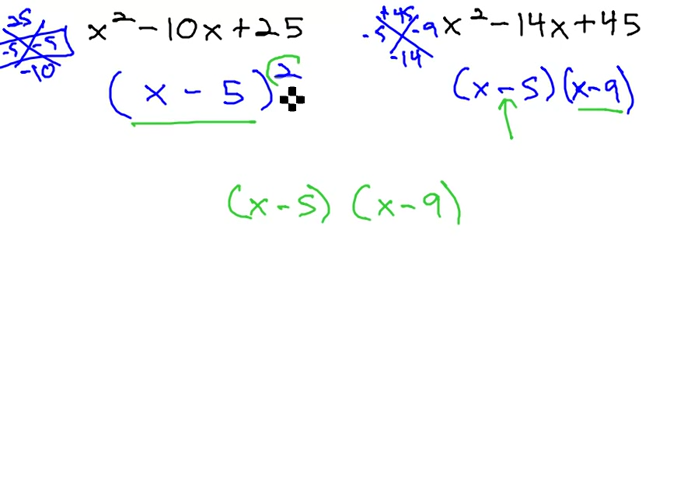 x² - 10x + 25
25
-5 -5
-10
(x - 5)²
x² - 14x + 45
+45
-5 -9
-14
(x - 5)(x - 9)
(x - 5) (x - 9)